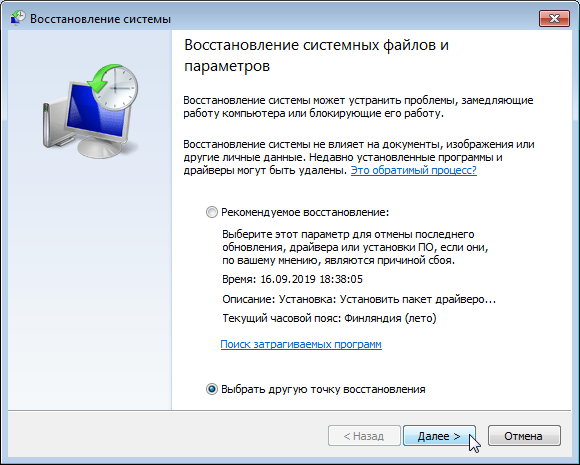 Восстановление системы
Восстановление системных файлов и
параметров
Восстановление системы может устранить проблемы, замедляющие
работу компьютера или блокирующие его работу.
Восстановление системы не влияет на документы, изображения или
другие личные данные. Недавно установленные программы и
драйверы могут быть удалены. Это обратимый процесс?
Рекомендуемое восстановление:
Выберите этот параметр для отмены последнего
обновления, драйвера или установки ПО, если они,
по вашему мнению, являются причиной сбоя.
Время: 16.09.2019 18:38:05
Описание: Установка: Установить пакет драйверо...
Текущий часовой пояс: Финляндия (лето)
Поиск затрагиваемых программ
Выбрать другую точку восстановления
< Назад
Далее >
Отмена